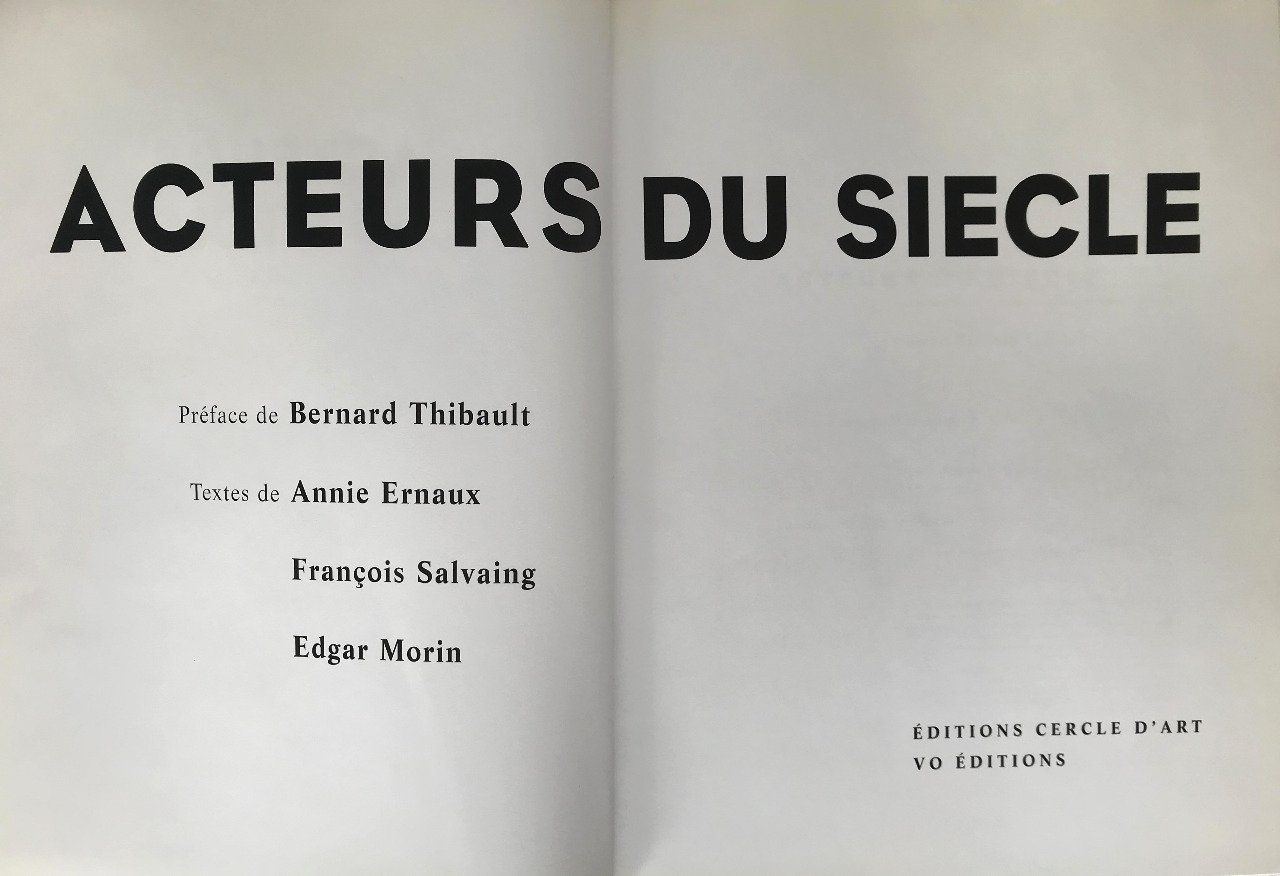 ACTEURS DU SIECLE
Préface de Bernard Thibault
Textes de Annie Ernaux
François Salvaing
Edgar Morin
ÉDITIONS CERCLE D'ART
VO ÉDITIONS